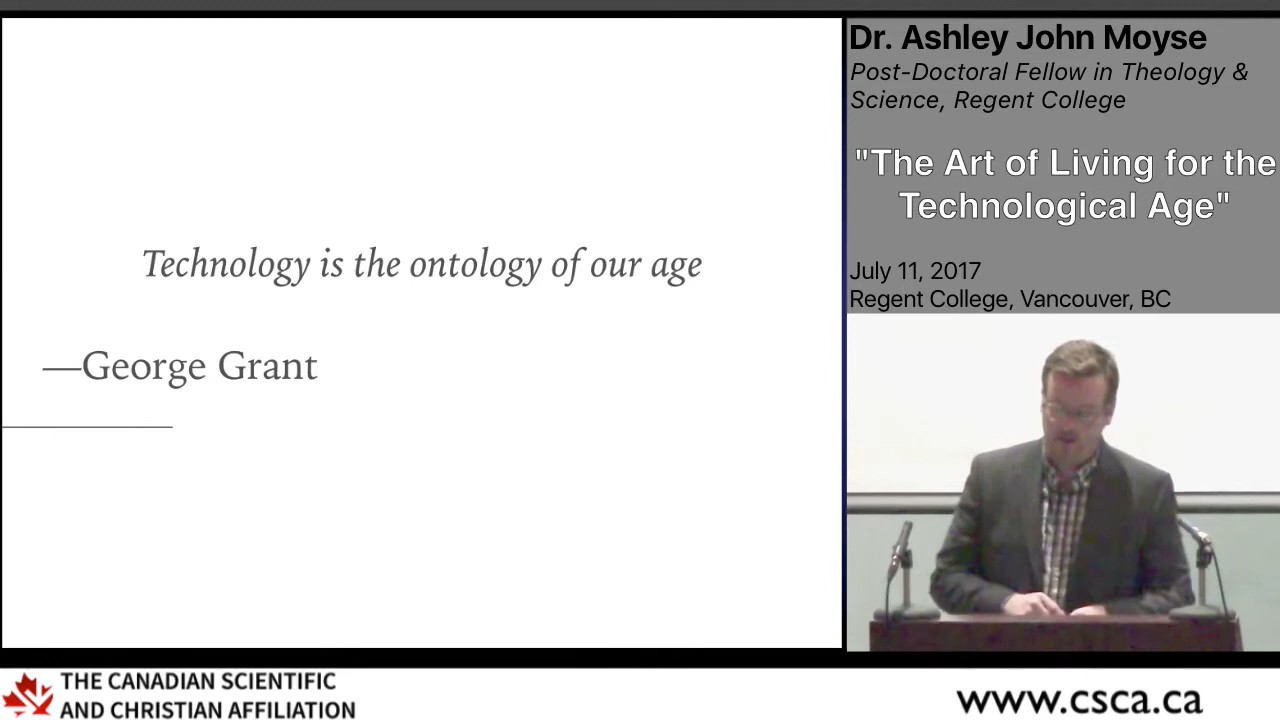 Technology is the ontology of our age
—George Grant
Dr. Ashley John Moyse
Post-Doctoral Fellow in Theology &
Science, Regent College
"The Art of Living for the
Technological Age"
July 11, 2017
Regent College, Vancouver, BC
THE CANADIAN SCIENTIFIC
AND CHRISTIAN AFFILIATION
www.csca.ca